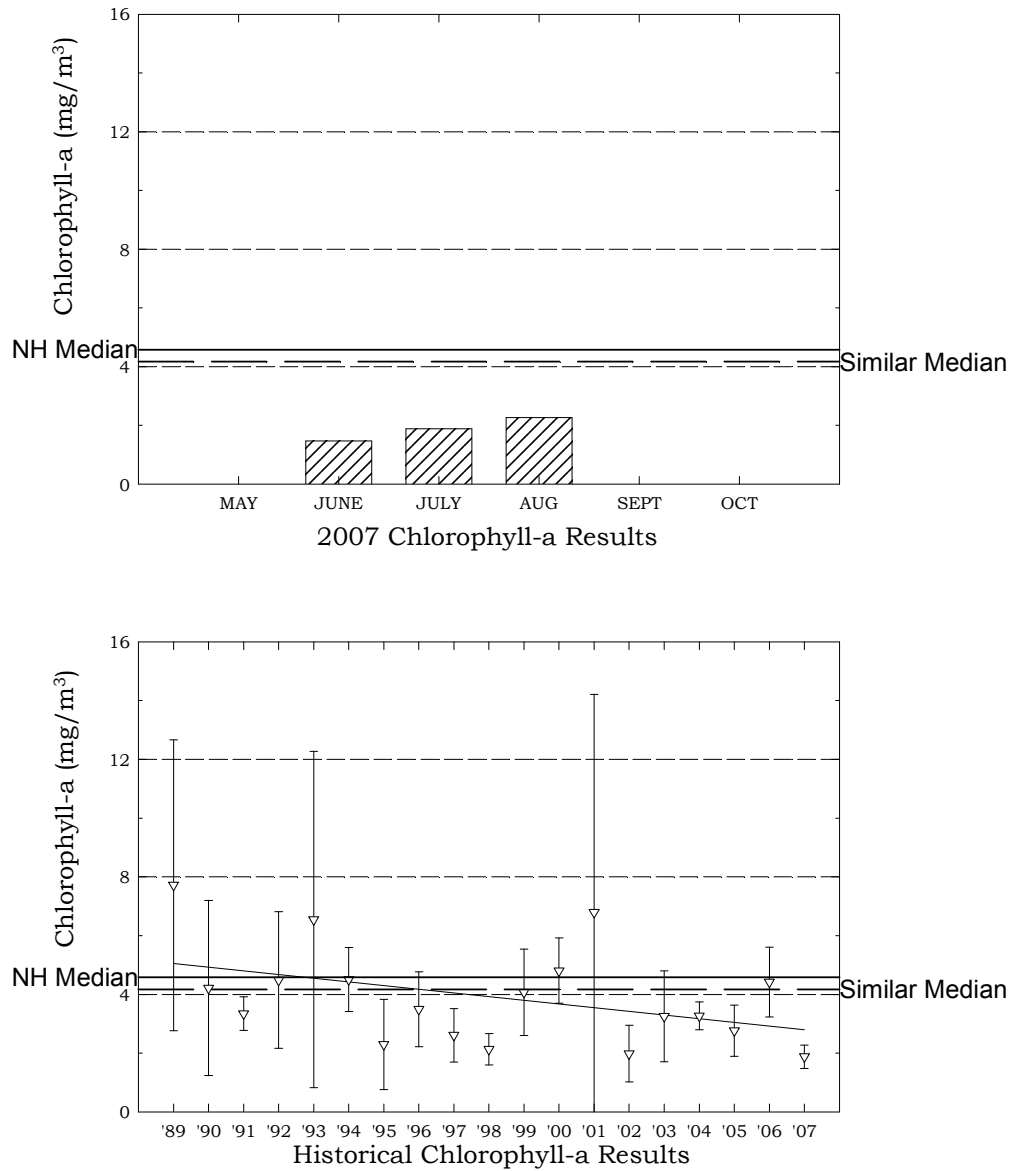 16
12
8
4
0
Chlorophyll-a (mg/m³)
NH Median
Similar Median
MAY JUNE JULY AUG SEPT OCT
2007 Chlorophyll-a Results
16
12
8
4
0
Chlorophyll-a (mg/m³)
NH Median
Similar Median
'89 '90 '91 '92 '93 '94 '95 '96 '97 '98 '99 '00 '01 '02 '03 '04 '05 '06 '07
Historical Chlorophyll-a Results